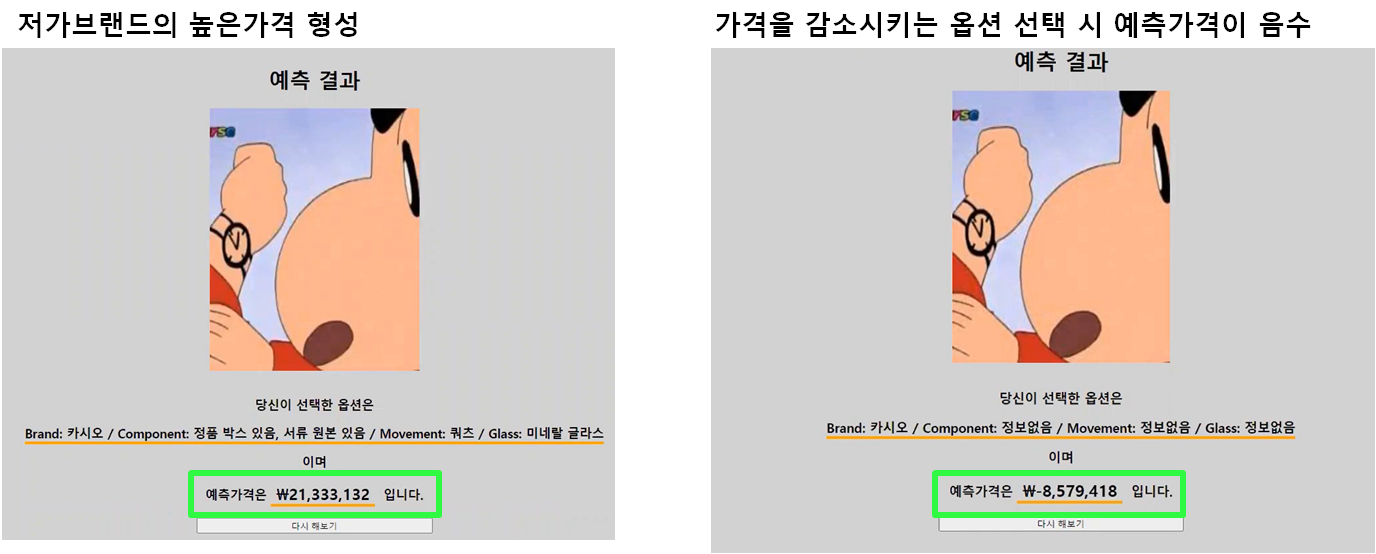 저가브랜드의 높은가격 형성
예측 결과
당신이 선택한 옵션은
Brand: 카시오 / Component: 정품 박스 있음, 서류 원본 있음 / Movement: 쿼츠 / Glass: 미네랄 글라스
이며
예측가격은 ₩21,333,132 입니다.
다시 해보기
가격을 감소시키는 옵션 선택 시 예측가격이 음수
예측 결과
당신이 선택한 옵션은
Brand: 카시오 / Component: 정보없음 / Movement: 정보없음 / Glass: 정보없음
이며
예측가격은 ₩-8,579,418 입니다.
다시 해보기